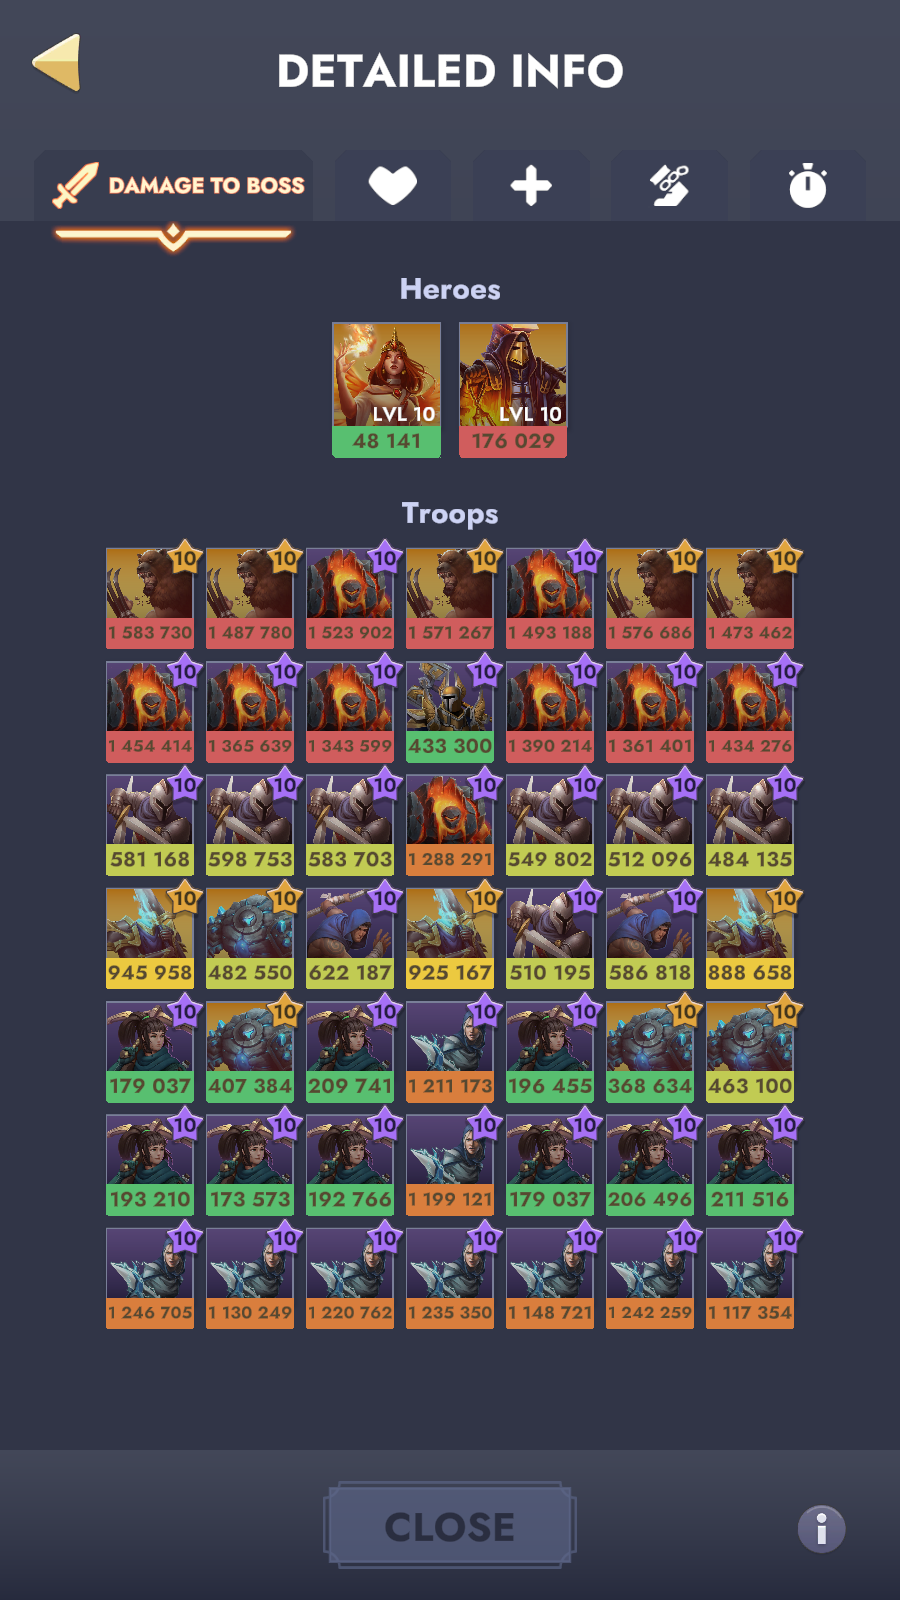 DETAILED INFO
DAMAGE TO BOSS
Heroes
LVL 10 LVL 10
48 141 176 029
Troops
10 10 10 10 10 10 10
1 583 730 1 487 780 1 523 902 1 571 267 1 493 188 1 576 686 1 473 462
10 10 10 10 10 10 10
1 454 414 1 365 639 1 343 599 433 300 1 390 214 1 361 401 1 434 276
10 10 10 10 10 10 10
581 168 598 753 583 703 1 288 291 549 802 512 096 484 135
10 10 10 10 10 10 10
945 958 482 550 622 187 925 167 510 195 586 818 888 658
10 10 10 10 10 10 10
179 037 407 384 209 741 1 211 173 196 455 368 634 463 100
10 10 10 10 10 10 10
193 210 173 573 192 766 1 199 121 179 037 206 496 211 516
10 10 10 10 10 10 10
1 246 705 1 130 249 1 220 762 1 235 350 1 148 721 1 242 259 1 117 354
CLOSE